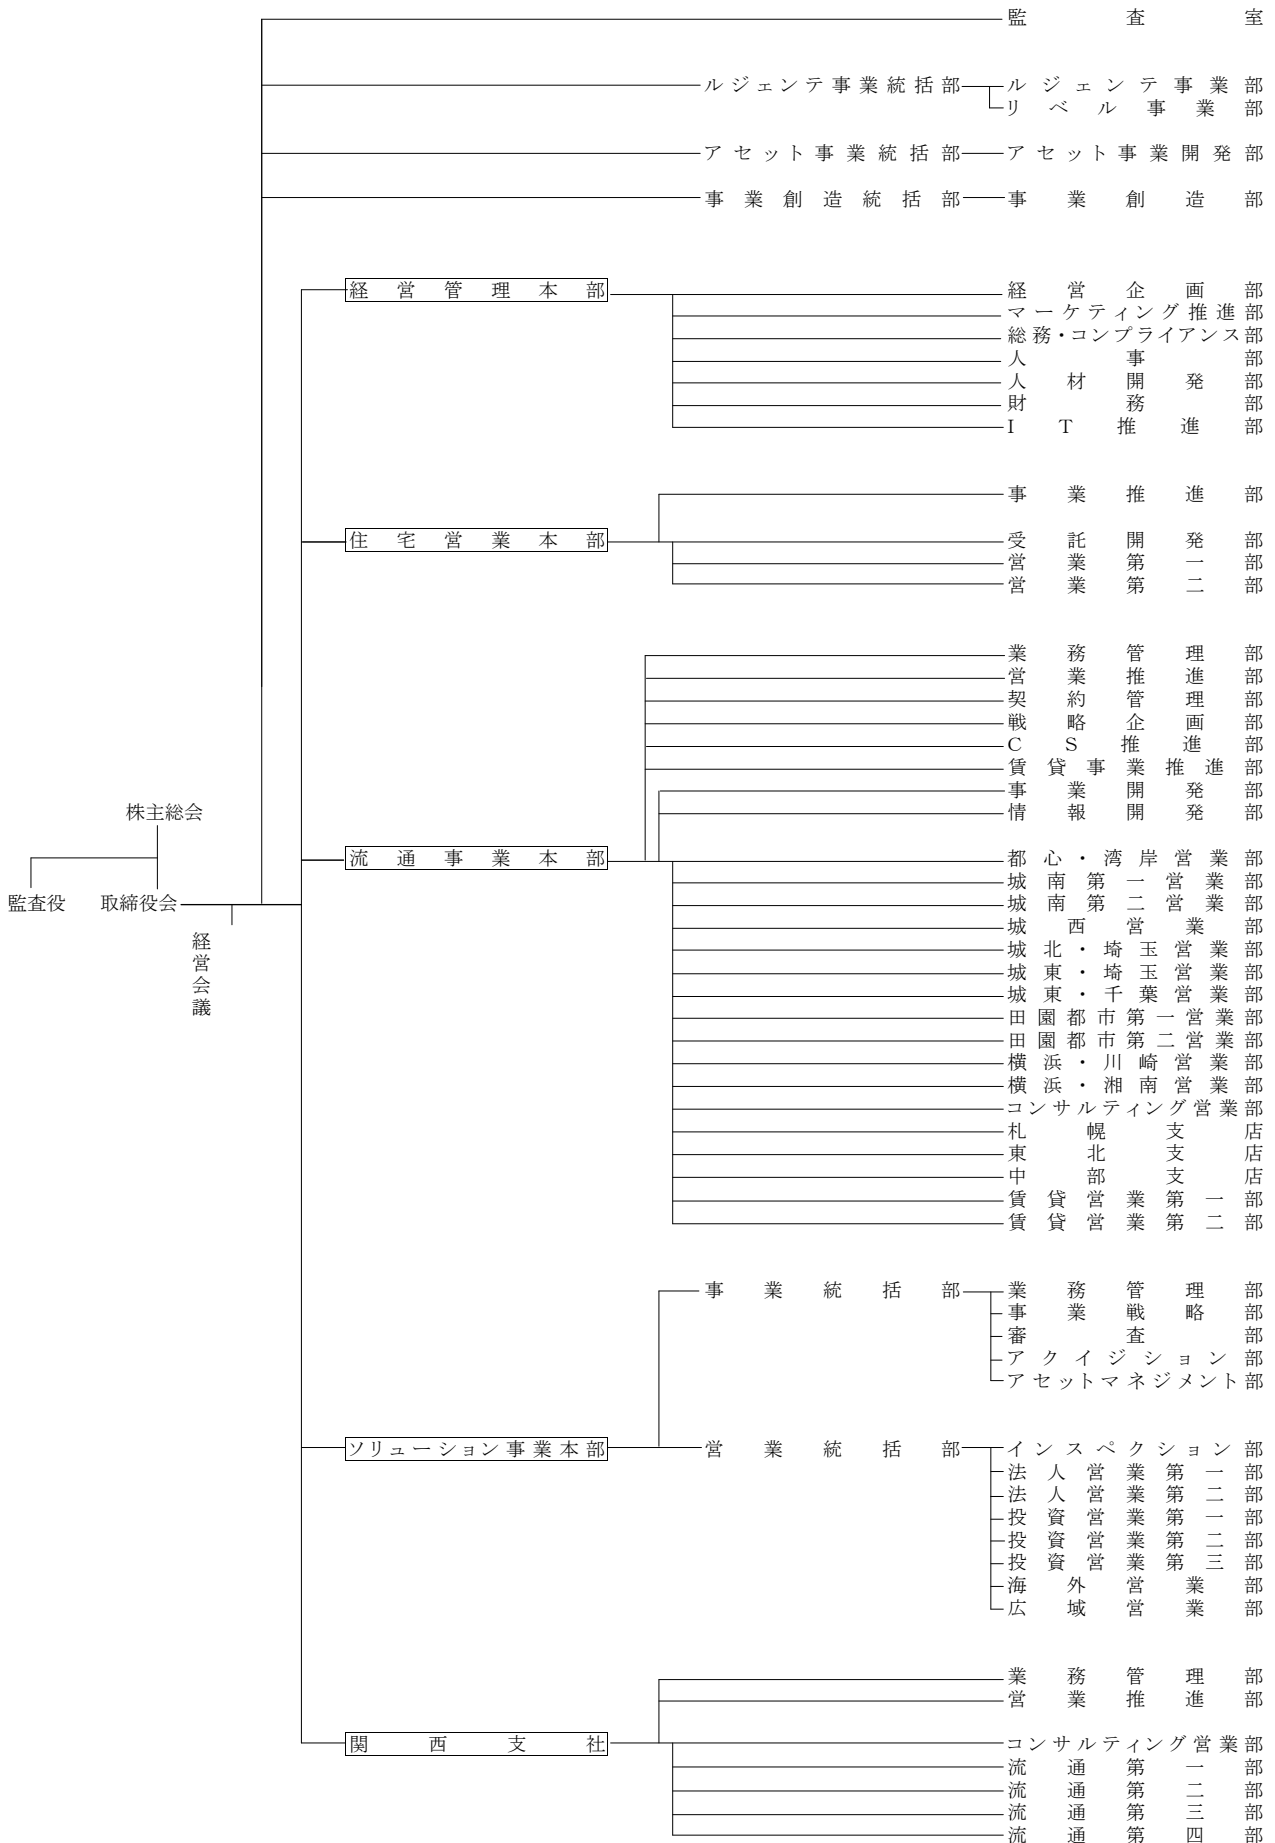 監査室
ルジェンテ事業統括部 ルジェンテ事業部
リベル事業部
アセット事業統括部 アセット事業開発部
事業創造統括部 事業創造部
経営管理本部 経営企画部
マーケティング推進部
総務・コンプライアンス部
人事部
人材開発部
財務部
IT推進部
事業推進部
住宅営業本部 受託開発部
営業第一部
営業第二部
業務管理部
営業推進部
契約管理部
戦略企画部
CS推進部
賃貸事業推進部
事業開発部
情報開発部
株主総会
流通事業本部 都心・湾岸営業部
城南第一営業部
監査役 取締役会 城南第二営業部
経営会議
城西営業部
城北・埼玉営業部
城東・埼玉営業部
城東・千葉営業部
田園都市第一営業部
田園都市第二営業部
横浜・川崎営業部
横浜・湘南営業部
コンサルティング営業部
札幌支店
東北支店
中部支店
賃貸営業第一部
賃貸営業第二部
事業統括部 業務管理部
事業戦略部
審査部
アクイジション部
アセットマネジメント部
ソリューション事業本部 営業統括部 インスペクション部
法人営業第一部
法人営業第二部
投資営業第一部
投資営業第二部
投資営業第三部
海外営業部
広域営業部
業務管理部
営業推進部
関西支社 コンサルティング営業部
流通第一部
流通第二部
流通第三部
流通第四部